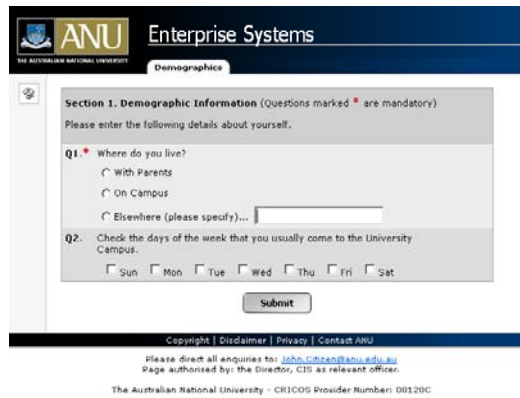 ANU Enterprise Systems
THE AUSTRALIAN NATIONAL UNIVERSITY
Demographics
Section 1. Demographic Information (Questions marked * are mandatory)
Please enter the following details about yourself.
Q1.* Where do you live?
With Parents
On Campus
Elsewhere (please specify)...
Q2. Check the days of the week that you usually come to the University
Campus.
Sun Mon Tue Wed Thu Fri Sat
Submit
Copyright | Disclaimer | Privacy | Contact ANU
Please direct all enquiries to: John.Citizen@anu.edu.au
Page authorised by: the Director, CIS as relevant officer.
The Australian National University - CRICOS Provider Number: 00120C